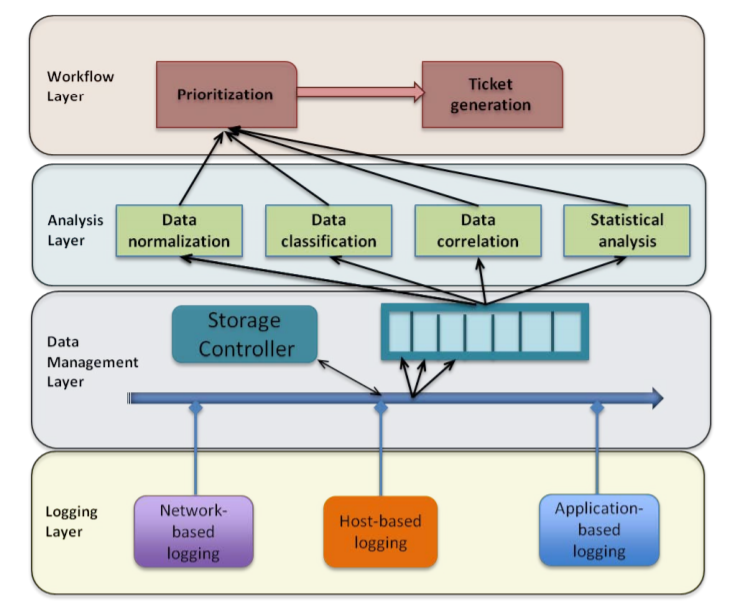 Workflow
Layer
Prioritization
Ticket
generation
Analysis
Layer
Data
normalization
Data
classification
Data
correlation
Statistical
analysis
Data
Management
Layer
Storage
Controller
Logging
Layer
Network-
based
logging
Host-based
logging
Application-
based
logging